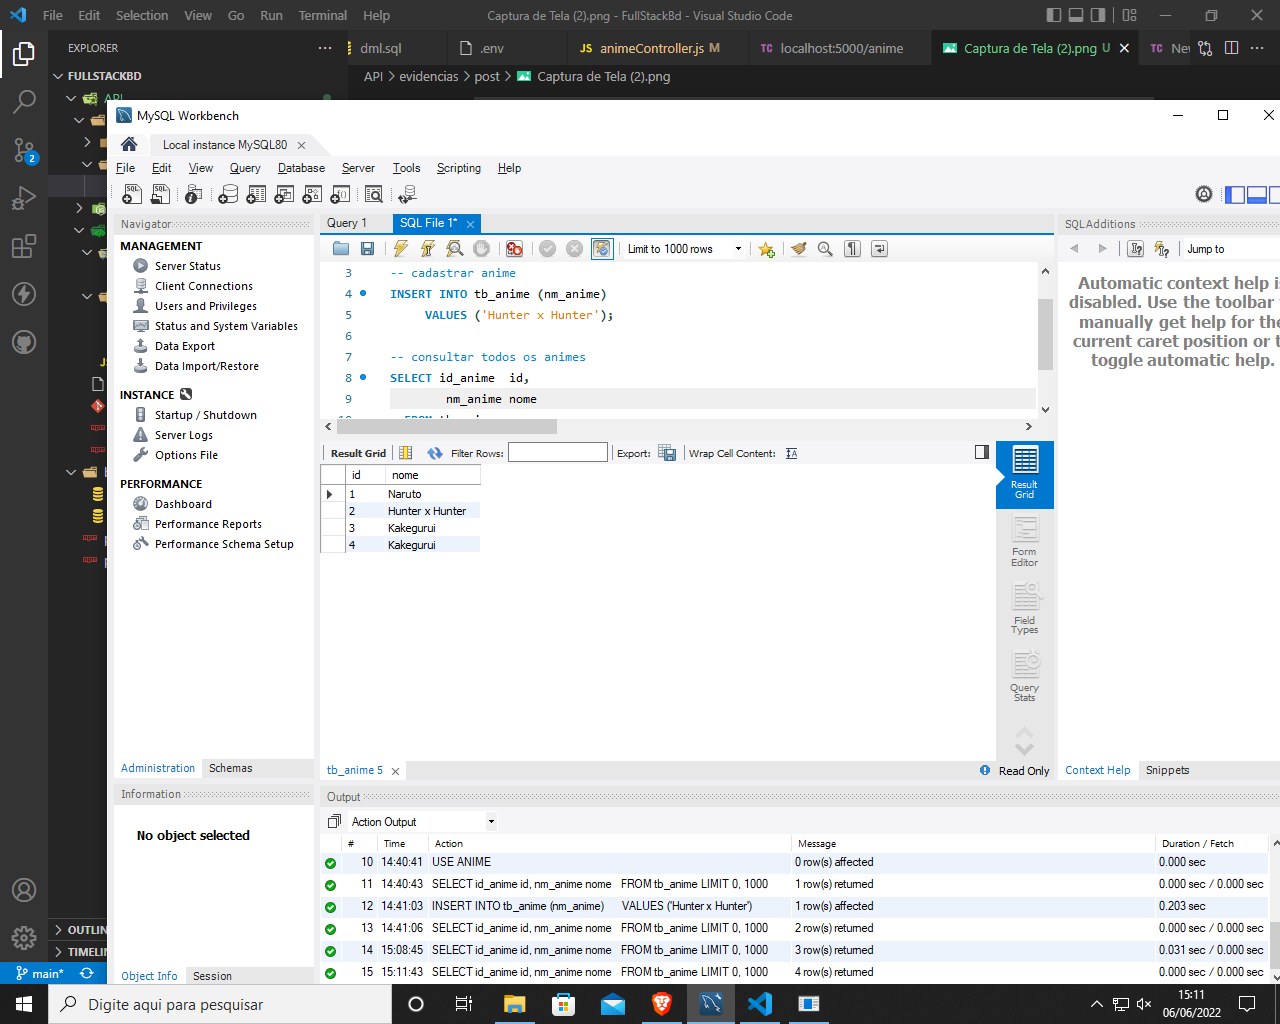 File Edit Selection View Go Run Terminal Help
Captura de Tela (2).png - FullStackBd - Visual Studio Code
EXPLORER
dml.sql
.env
JS animeController.js M
TC localhost:5000/anime
Captura de Tela (2).png U
TC
FULLSTACKBD
API > evidencias > post > Captura de Tela (2).png
API
MySQL Workbench
Local instance MySQL80
File Edit View Query Database Server Tools Scripting Help
Navigator
Query 1
SQL File 1*
SQLAdditions
MANAGEMENT
Server Status
Client Connections
Users and Privileges
Status and System Variables
Data Export
Data Import/Restore
INSTANCE
Startup / Shutdown
Server Logs
Options File
PERFORMANCE
Dashboard
Performance Reports
Performance Schema Setup
Limit to 1000 rows
Jump to
3 -- cadastrar anime
4 INSERT INTO tb_anime (nm_anime)
5 VALUES ('Hunter x Hunter');
6
7 -- consultar todos os animes
8 SELECT id_anime id,
9 nm_anime nome
Automatic context help is
disabled. Use the toolbar
manually get help for the
current caret position or
toggle automatic help.
Result Grid Filter Rows: Export: Wrap Cell Content:
id nome
1 Naruto
2 Hunter x Hunter
3 Kakegurui
4 Kakegurui
Result
Grid
Form
Editor
Field
Types
Query
Stats
Administration Schemas
tb_anime 5
Read Only
Context Help Snippets
Information
No object selected
Object Info Session
Output
Action Output
# Time Action Message Duration / Fetch
10 14:40:41 USE ANIME 0 row(s) affected 0.000 sec
11 14:40:43 SELECT id_anime id, nm_anime nome FROM tb_anime LIMIT 0, 1000 1 row(s) returned 0.000 sec / 0.000 sec
12 14:41:03 INSERT INTO tb_anime (nm_anime) VALUES ('Hunter x Hunter') 1 row(s) affected 0.203 sec
13 14:41:06 SELECT id_anime id, nm_anime nome FROM tb_anime LIMIT 0, 1000 2 row(s) returned 0.000 sec / 0.000 sec
14 15:08:45 SELECT id_anime id, nm_anime nome FROM tb_anime LIMIT 0, 1000 3 row(s) returned 0.031 sec / 0.000 sec
15 15:11:43 SELECT id_anime id, nm_anime nome FROM tb_anime LIMIT 0, 1000 4 row(s) returned 0.000 sec / 0.000 sec
2
main*
Digite aqui para pesquisar
15:11
06/06/2022